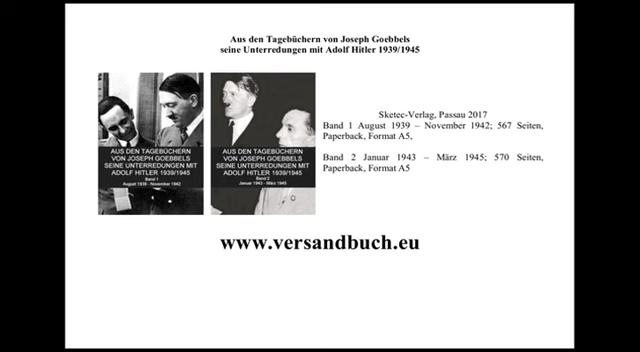 Aus den Tagebüchern von Joseph Goebbels
seine Unterredungen mit Adolf Hitler 1939/1945
AUS DEN TAGEBÜCHERN
VON JOSEPH GOEBBELS
SEINE UNTERREDUNGEN MIT
ADOLF HITLER 1939/1945
Band 1
August 1939 - November 1942
AUS DEN TAGEBÜCHERN
VON JOSEPH GOEBBELS
SEINE UNTERREDUNGEN MIT
ADOLF HITLER 1939/1945
Band 2
Januar 1943 - März 1945
Sketec-Verlag, Passau 2017
Band 1 August 1939 – November 1942; 567 Seiten,
Paperback, Format A5,
Band 2 Januar 1943 – März 1945; 570 Seiten,
Paperback, Format A5
www.versandbuch.eu